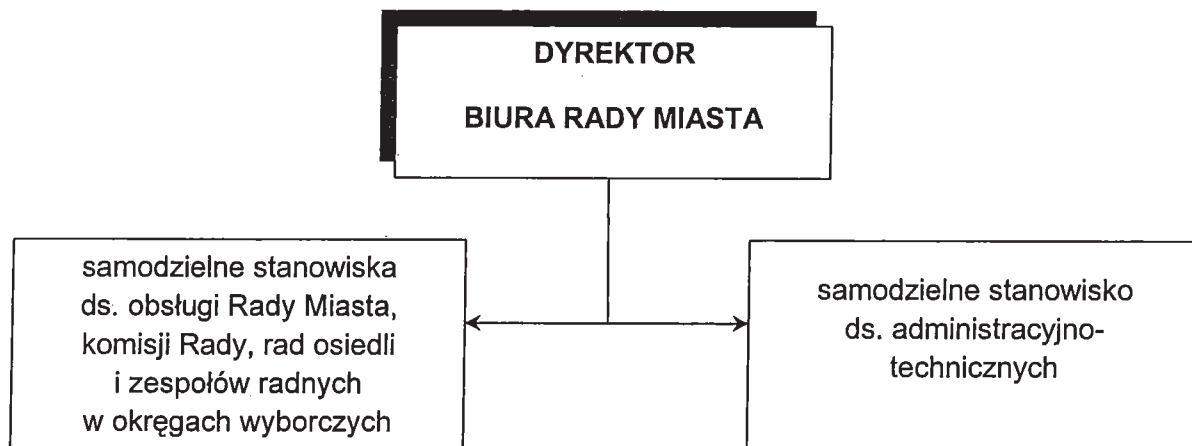 DYREKTOR
BIURA RADY MIASTA
samodzielne stanowiska
ds. obsługi Rady Miasta,
komisji Rady, rad osiedli
i zespołów radnych
w okręgach wyborczych
samodzielne stanowisko
ds. administracyjno-
technicznych